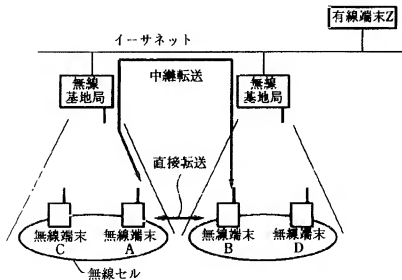 有線端末Z
イーサネット
中継転送
無線
基地局
無線
基地局
直接転送
無線端末
C
無線端末
A
無線端末
B
無線端末
D
無線セル